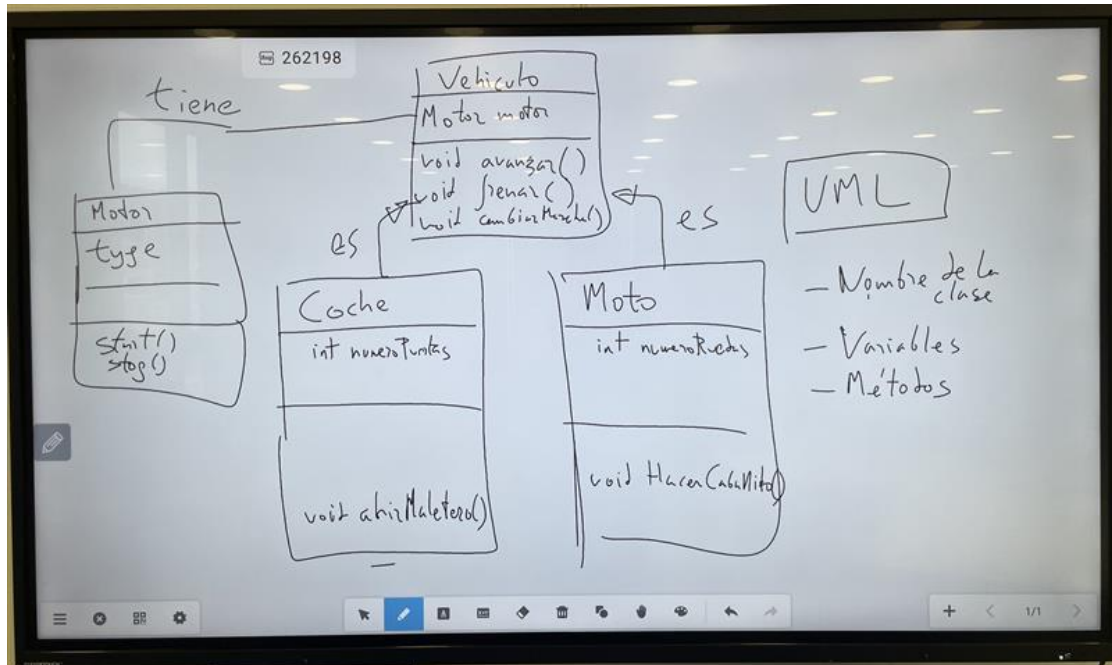 262198
tiene
Vehiculo
Motor motor
void avanzar()
void frenar()
void cambiarMarcha()
Motor
type
start()
stop()
es
es
Coche
int numeroPuertas
void abrirMaletero()
Moto
int numeroRuedas
void HacerCaballito()
UML
- Nombre de la
clase
- Variables
- Métodos
1/1